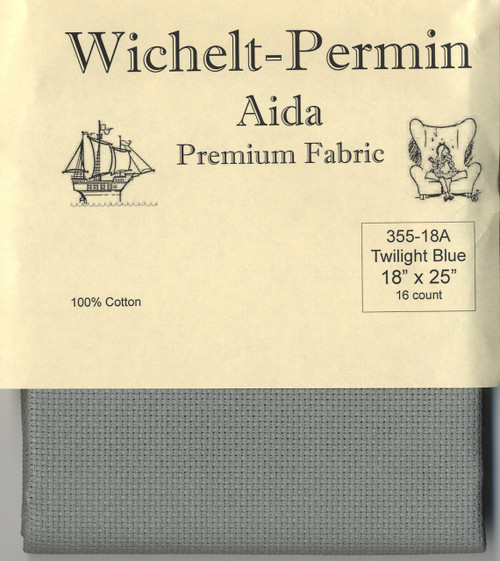 Wichelt-Permin
Aida
Premium Fabric
355-18A
Twilight Blue
18” x 25”
16 count
100% Cotton